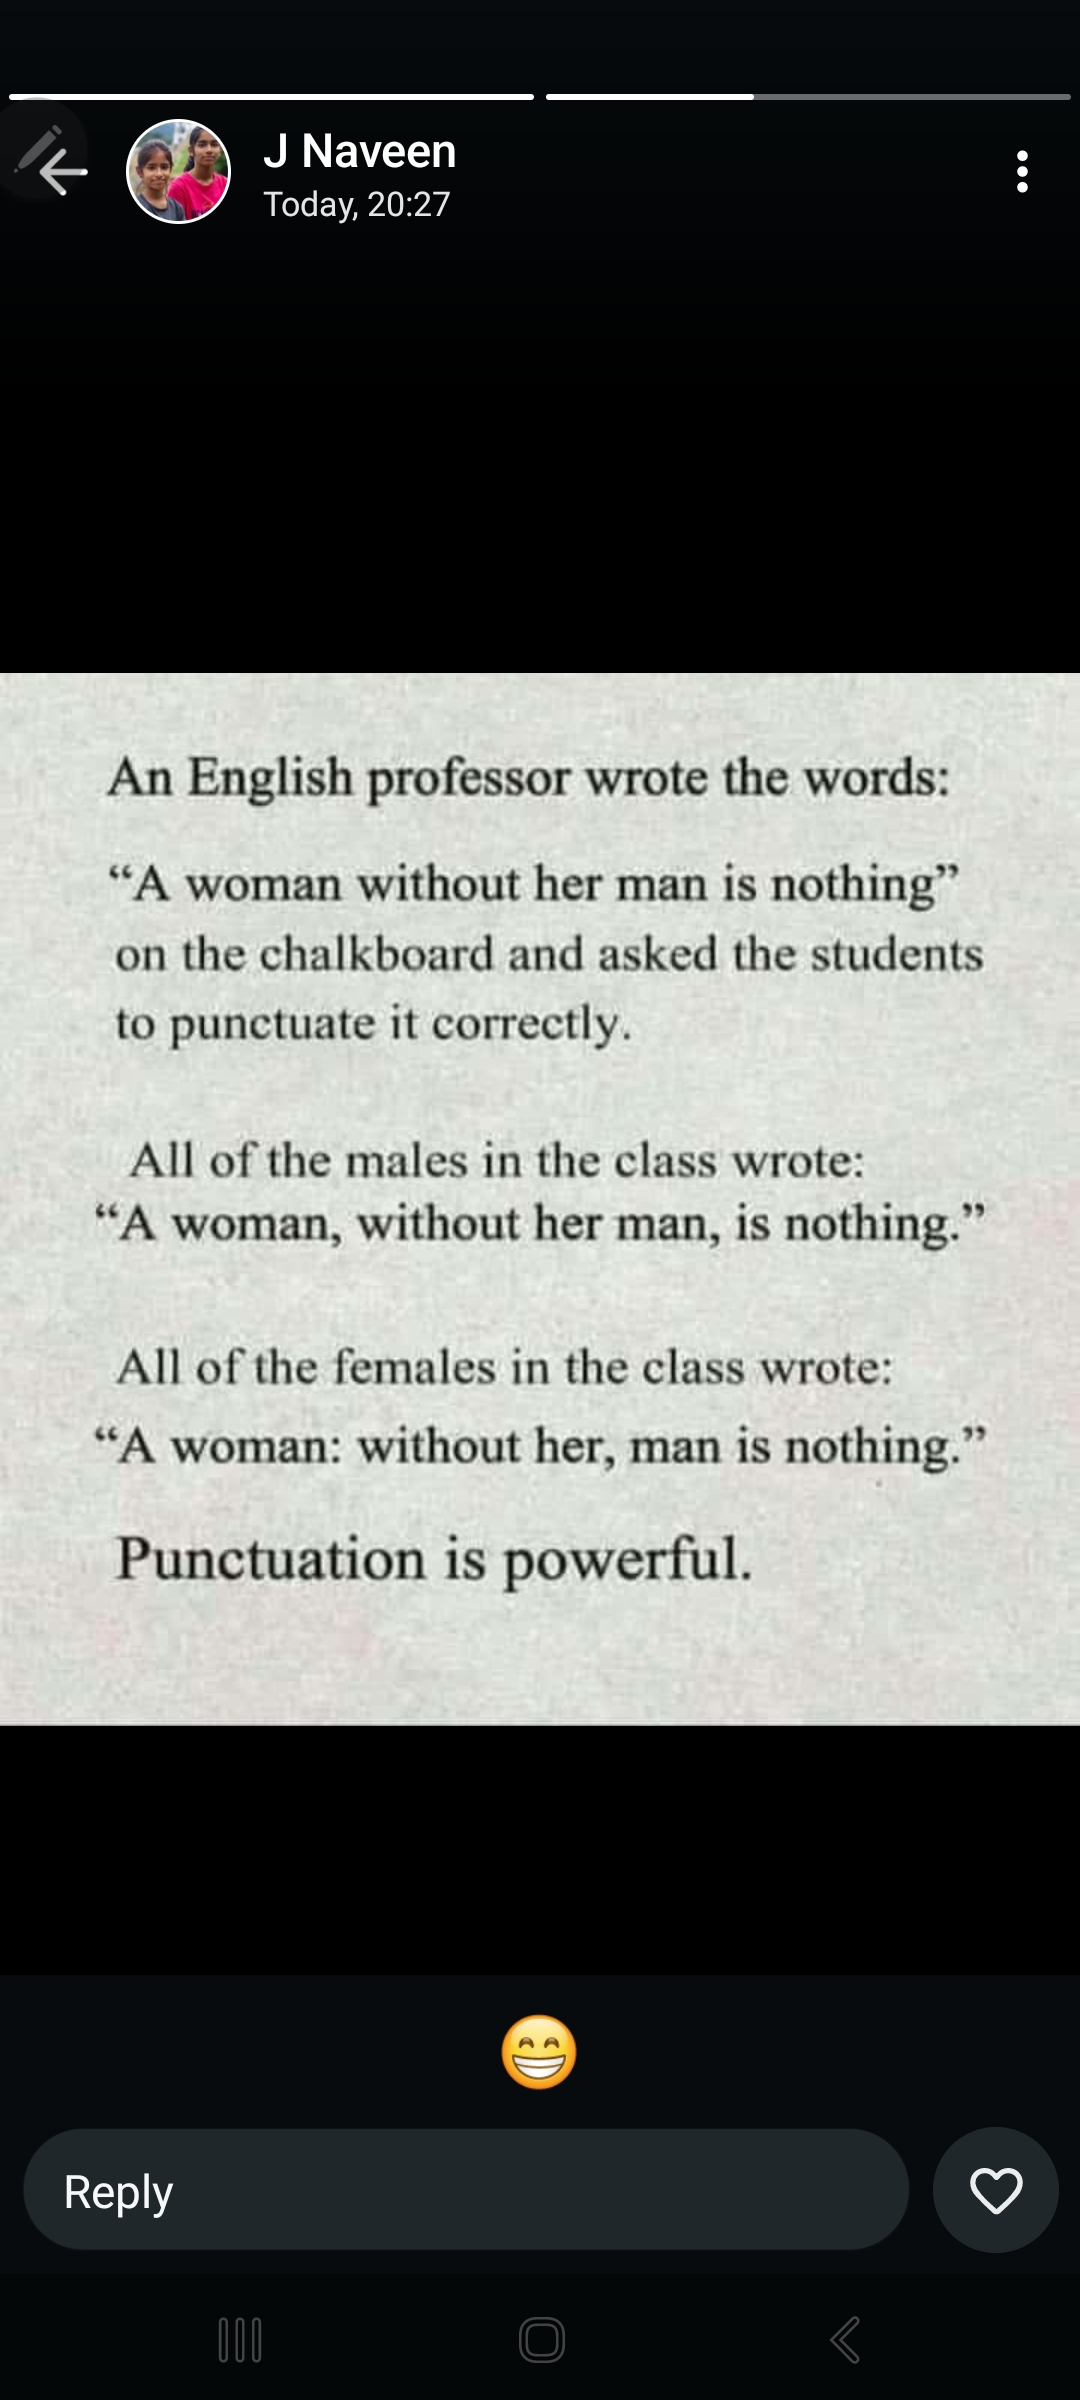 J Naveen
Today, 20:27
An English professor wrote the words:
“A woman without her man is nothing”
on the chalkboard and asked the students
to punctuate it correctly.
All of the males in the class wrote:
“A woman, without her man, is nothing.”
All of the females in the class wrote:
“A woman: without her, man is nothing.”
Punctuation is powerful.
😁
Reply